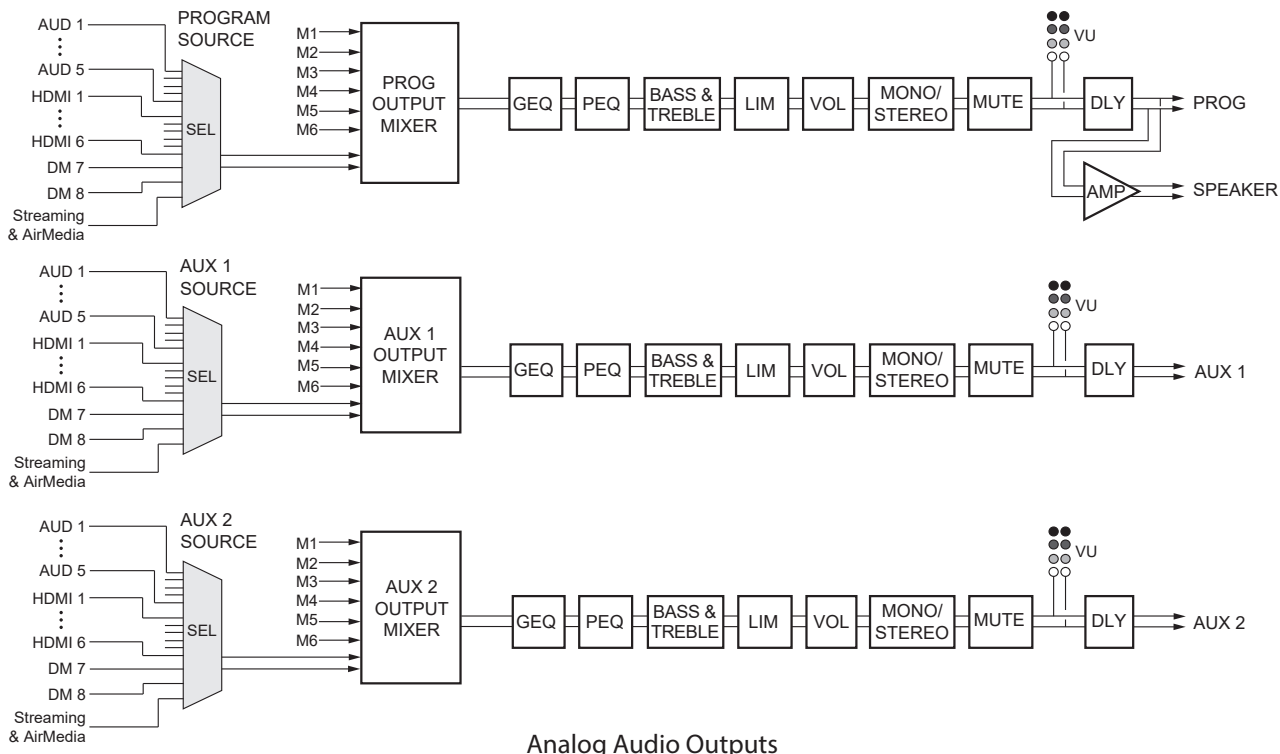 AUD 1
AUD 5
HDMI 1
HDMI 6
DM 7
DM 8
Streaming
& AirMedia
PROGRAM
SOURCE
SEL
M1
M2
M3
M4
M5
M6
PROG
OUTPUT
MIXER
GEQ
PEQ
BASS &
TREBLE
LIM
VOL
MONO/
STEREO
MUTE
VU
DLY
PROG
AMP
SPEAKER
AUD 1
AUD 5
HDMI 1
HDMI 6
DM 7
DM 8
Streaming
& AirMedia
AUX 1
SOURCE
SEL
M1
M2
M3
M4
M5
M6
AUX 1
OUTPUT
MIXER
GEQ
PEQ
BASS &
TREBLE
LIM
VOL
MONO/
STEREO
MUTE
VU
DLY
AUX 1
AUD 1
AUD 5
HDMI 1
HDMI 6
DM 7
DM 8
Streaming
& AirMedia
AUX 2
SOURCE
SEL
M1
M2
M3
M4
M5
M6
AUX 2
OUTPUT
MIXER
GEQ
PEQ
BASS &
TREBLE
LIM
VOL
MONO/
STEREO
MUTE
VU
DLY
AUX 2
Analog Audio Outputs